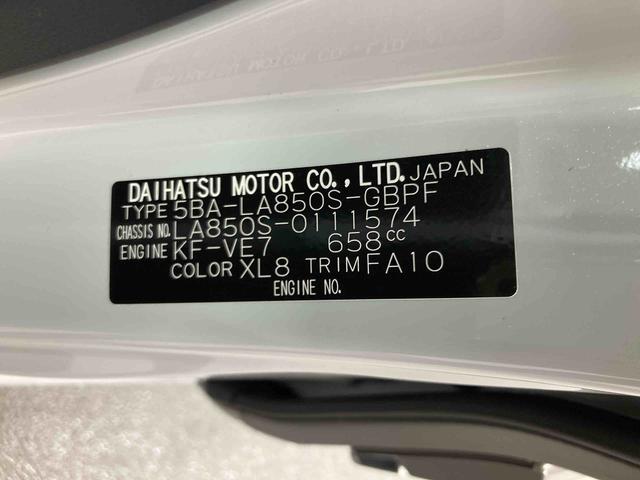 DAIHATSU MOTOR CO.,LTD. JAPAN
TYPE 5BA-LA850S-GBPF
CHASSIS NO. LA850S-0111574
ENGINE KF-VE7 658cc
COLOR XL8 TRIM FA10
ENGINE NO.